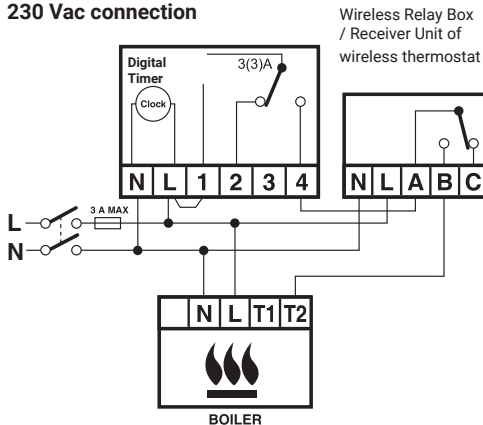 230 Vac connection
Wireless Relay Box
/ Receiver Unit of
wireless thermostat
Digital
Timer
3(3)A
Clock
N L 1 2 3 4
N L A B C
3 A MAX
L
N
N L T1 T2
BOILER